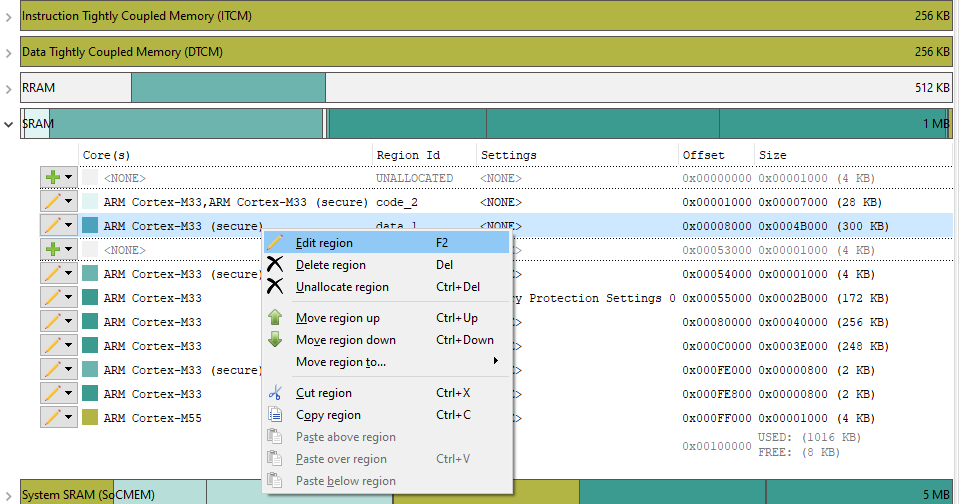 Instruction Tightly Coupled Memory (ITCM) 256 KB
Data Tightly Coupled Memory (DTCM) 256 KB
RRAM 512 KB
SRAM 1 MB
Core(s) Region Id Settings Offset Size
<NONE> UNALLOCATED <NONE> 0x00000000 0x00001000 (4 KB)
ARM Cortex-M33,ARM Cortex-M33 (secure) code_2 <NONE> 0x00001000 0x00007000 (28 KB)
ARM Cortex-M33 (secure) data_1 <NONE> 0x00008000 0x0004B000 (300 KB)
Edit region F2
<NONE> 0x00053000 0x00001000 (4 KB)
Delete region Del
ARM Cortex-M33 (secure) 0x00054000 0x00001000 (4 KB)
Unallocate region Ctrl+Del
ARM Cortex-M33 ry Protection Settings 0 0x00055000 0x0002B000 (172 KB)
Move region up Ctrl+Up
ARM Cortex-M33 0x00080000 0x00040000 (256 KB)
Move region down Ctrl+Down
ARM Cortex-M33 0x000C0000 0x0003E000 (248 KB)
Move region to...
ARM Cortex-M33 (secure) 0x000FE000 0x00000800 (2 KB)
Cut region Ctrl+X
ARM Cortex-M33 0x000FE800 0x00000800 (2 KB)
Copy region Ctrl+C
ARM Cortex-M55 0x000FF000 0x00001000 (4 KB)
Paste above region
0x00100000 USED: (1016 KB)
FREE: (8 KB)
Paste over region Ctrl+V
Paste below region
System SRAM (SoCMEM) 5 MB